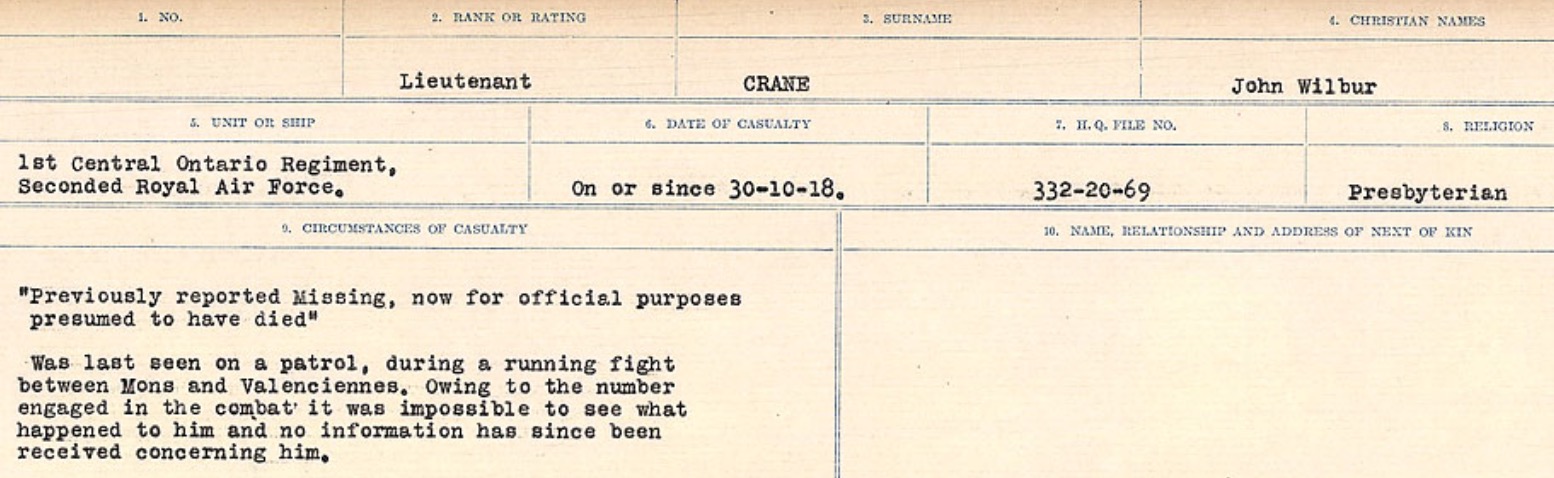 1. NO.
2. RANK OR RATING
3. SURNAME
4. CHRISTIAN NAMES
Lieutenant
CRANE
John Wilbur
5. UNIT OR SHIP
6. DATE OF CASUALTY
7. H.Q. FILE NO.
8. RELIGION
1st Central Ontario Regiment,
Seconded Royal Air Force.
On or since 30-10-18.
332-20-69
Presbyterian
9. CIRCUMSTANCES OF CASUALTY
10. NAME, RELATIONSHIP AND ADDRESS OF NEXT OF KIN
"Previously reported Missing, now for official purposes
presumed to have died"
Was last seen on a patrol, during a running fight
between Mons and Valenciennes. Owing to the number
engaged in the combat it was impossible to see what
happened to him and no information has since been
received concerning him.